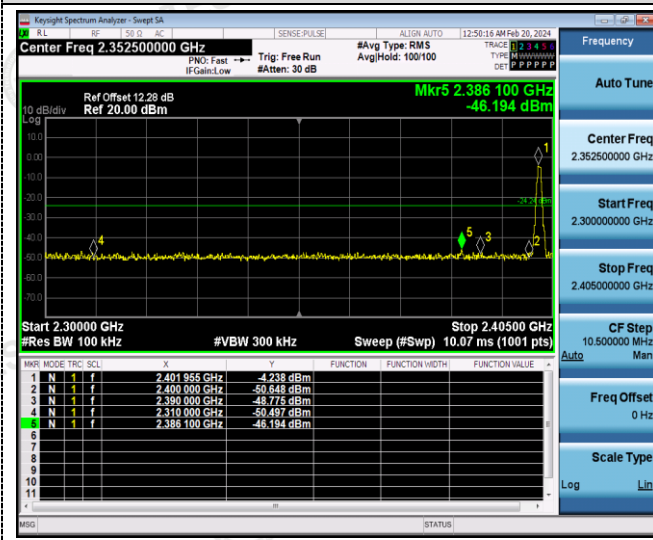 Keysight Spectrum Analyzer - Swept SA
RL RF 50 Ω AC SENSE:PULSE ALIGN AUTO 12:50:16 AM Feb 20, 2024
Center Freq 2.352500000 GHz
PNO: Fast
IFGain:Low
Trig: Free Run
#Atten: 30 dB
#Avg Type: RMS
Avg|Hold: 100/100
TRACE 1 2 3 4 5 6
TYPE M WWWWW
DET P P P P P P
Ref Offset 12.28 dB
10 dB/div Ref 20.00 dBm
Log
Mkr5 2.386 100 GHz
-46.194 dBm
10.0
0.00
-10.0
-20.0
-30.0
-40.0
-50.0
-60.0
-70.0
-24.24 dBm
1
2
3
4
5
Start 2.30000 GHz Stop 2.40500 GHz
#Res BW 100 kHz #VBW 300 kHz Sweep (#Swp) 10.07 ms (1001 pts)
MKR MODE TRC SCL X Y FUNCTION FUNCTION WIDTH FUNCTION VALUE
1 N 1 f 2.401 955 GHz -4.238 dBm
2 N 1 f 2.400 000 GHz -50.648 dBm
3 N 1 f 2.390 000 GHz -48.775 dBm
4 N 1 f 2.310 000 GHz -50.497 dBm
5 N 1 f 2.386 100 GHz -46.194 dBm
6
7
8
9
10
11
MSG STATUS
Frequency
Auto Tune
Center Freq
2.352500000 GHz
Start Freq
2.300000000 GHz
Stop Freq
2.405000000 GHz
CF Step
10.500000 MHz
Auto Man
Freq Offset
0 Hz
Scale Type
Log Lin